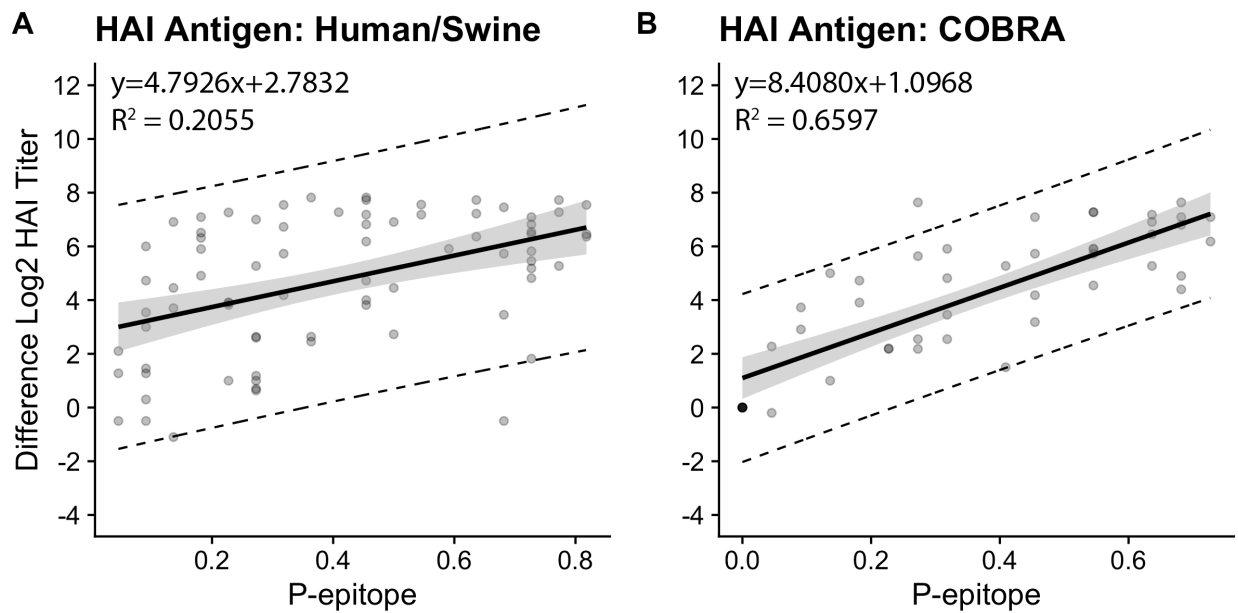 A HAI Antigen: Human/Swine
y=4.7926x+2.7832
R² = 0.2055
Difference Log2 HAI Titer
12
10
8
6
4
2
0
-2
-4
0.2 0.4 0.6 0.8
P-epitope
B HAI Antigen: COBRA
y=8.4080x+1.0968
R² = 0.6597
12
10
8
6
4
2
0
-2
-4
0.0 0.2 0.4 0.6
P-epitope